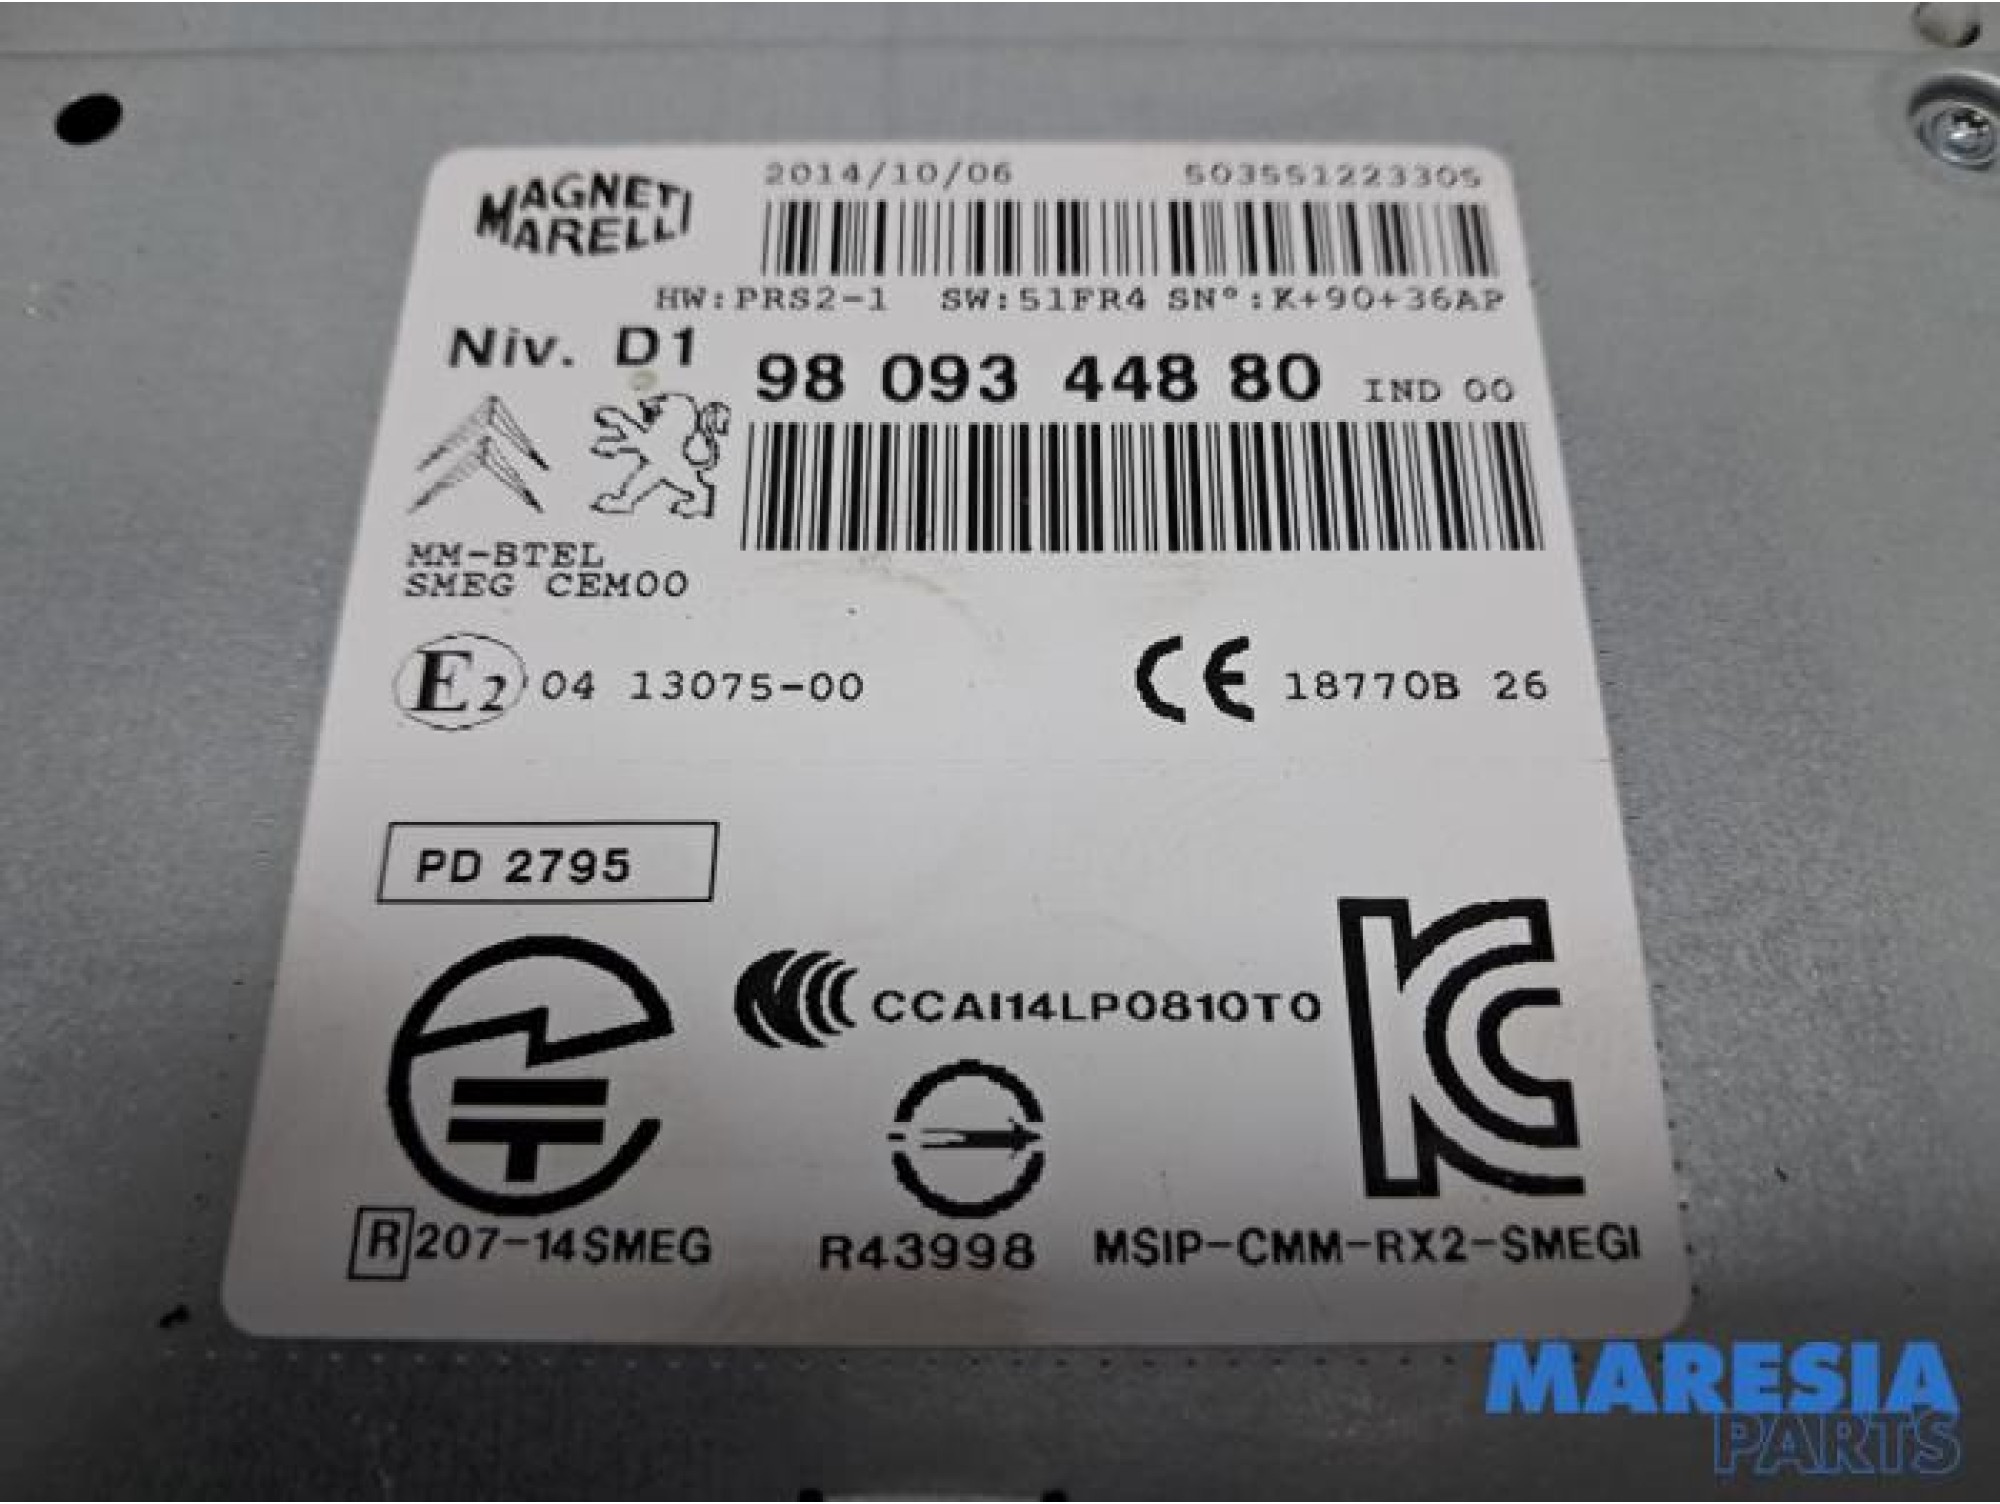 MAGNETI
MARELLI
2014/10/06 503551223305
HW:PRS2-1 SW:51FR4 SN°:K+90+36AP
Niv. D1
98 093 448 80 IND 00
MM-BTEL
SMEG CEM00
E2 04 13075-00
CE 18770B 26
PD 2795
CCAI14LP0810T0
R 207-14SMEG
R43998
MSIP-CMM-RX2-SMEGI
MARESIA
PARTS